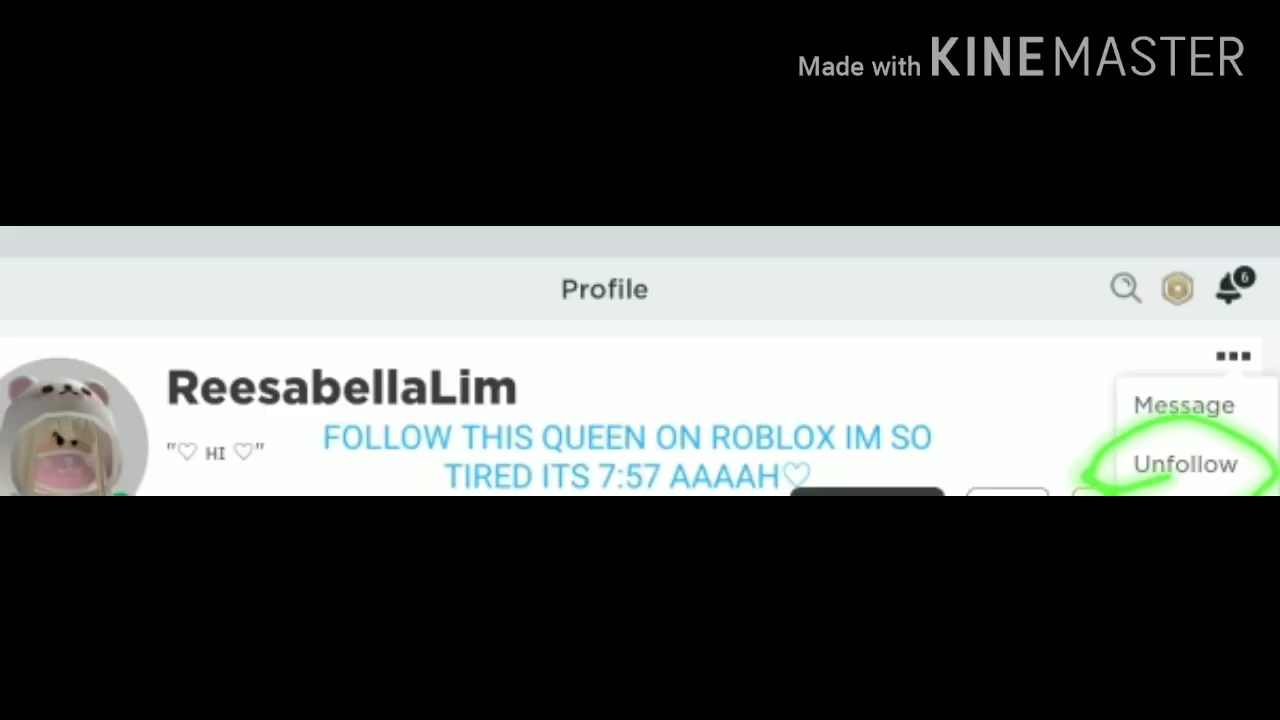 Made with KINEMASTER
Profile
6
ReesabellaLim
"♡ HI ♡"
FOLLOW THIS QUEEN ON ROBLOX IM SO
TIRED ITS 7:57 AAAAH♡
Message
Unfollow